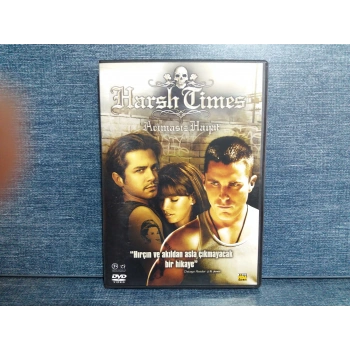 Harsh Times
Acımasız Hayat
"Hırçın ve akıldan asla çıkmayacak
bir hikaye"
DVD